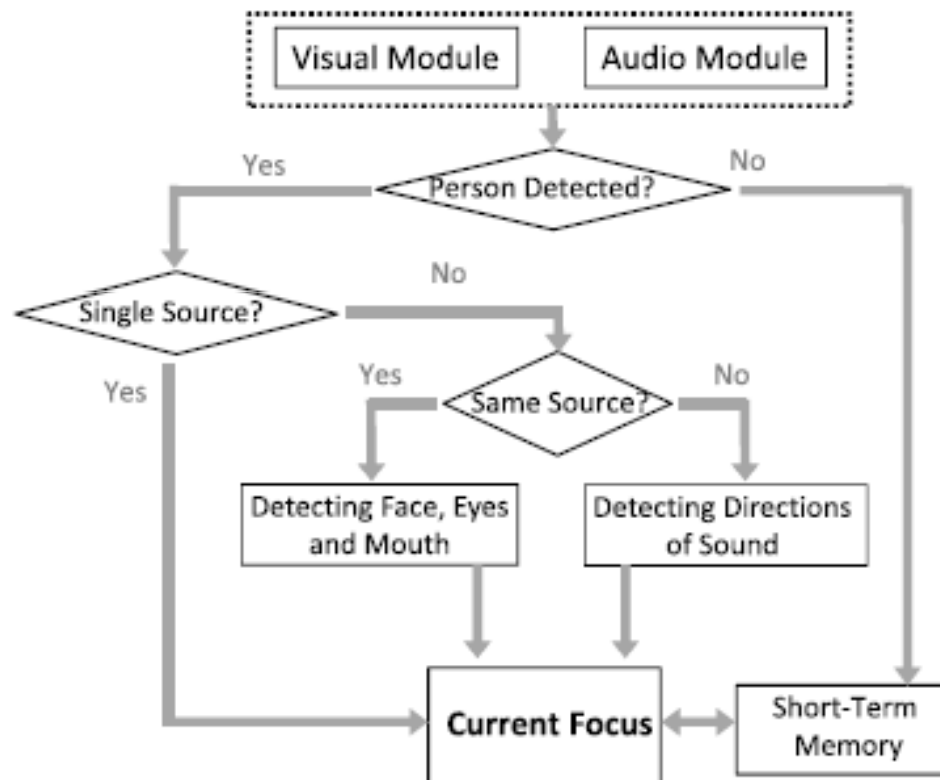 Visual Module
Audio Module
Yes
No
Person Detected?
No
Single Source?
Yes
Yes
No
Same Source?
Detecting Face, Eyes
and Mouth
Detecting Directions
of Sound
Current Focus
Short-Term
Memory